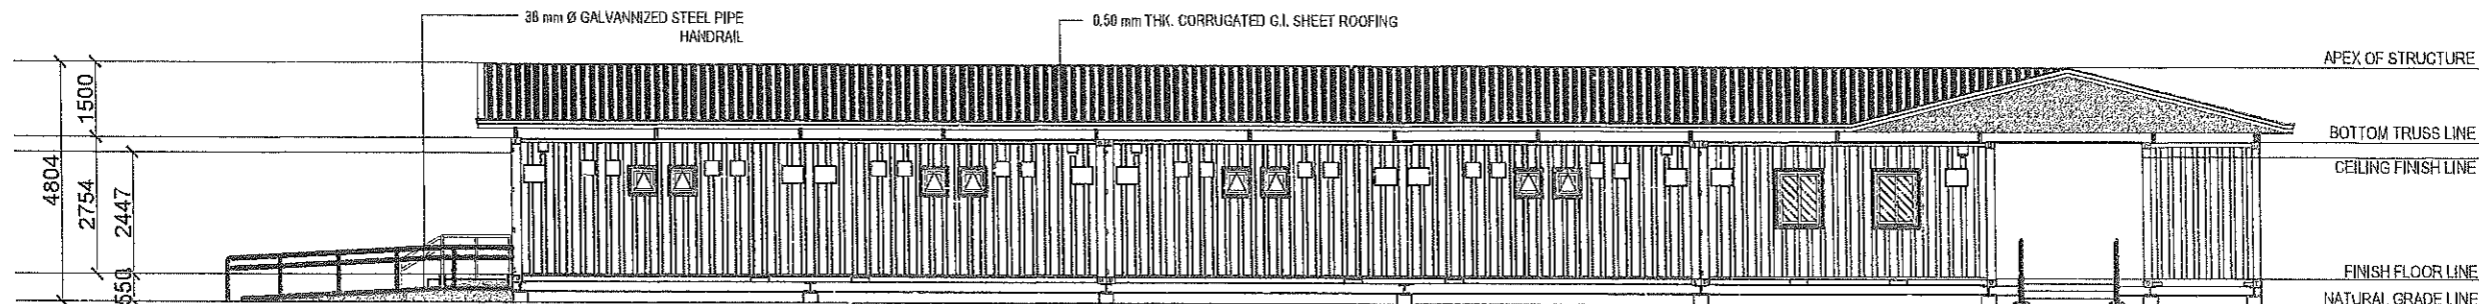 38 mm Ø GALVANNIZED STEEL PIPE
HANDRAIL
0.50 mm THK. CORRUGATED G.I. SHEET ROOFING
APEX OF STRUCTURE
BOTTOM TRUSS LINE
CEILING FINISH LINE
FINISH FLOOR LINE
NATURAL GRADE LINE
1500
4804
2754
2447
550